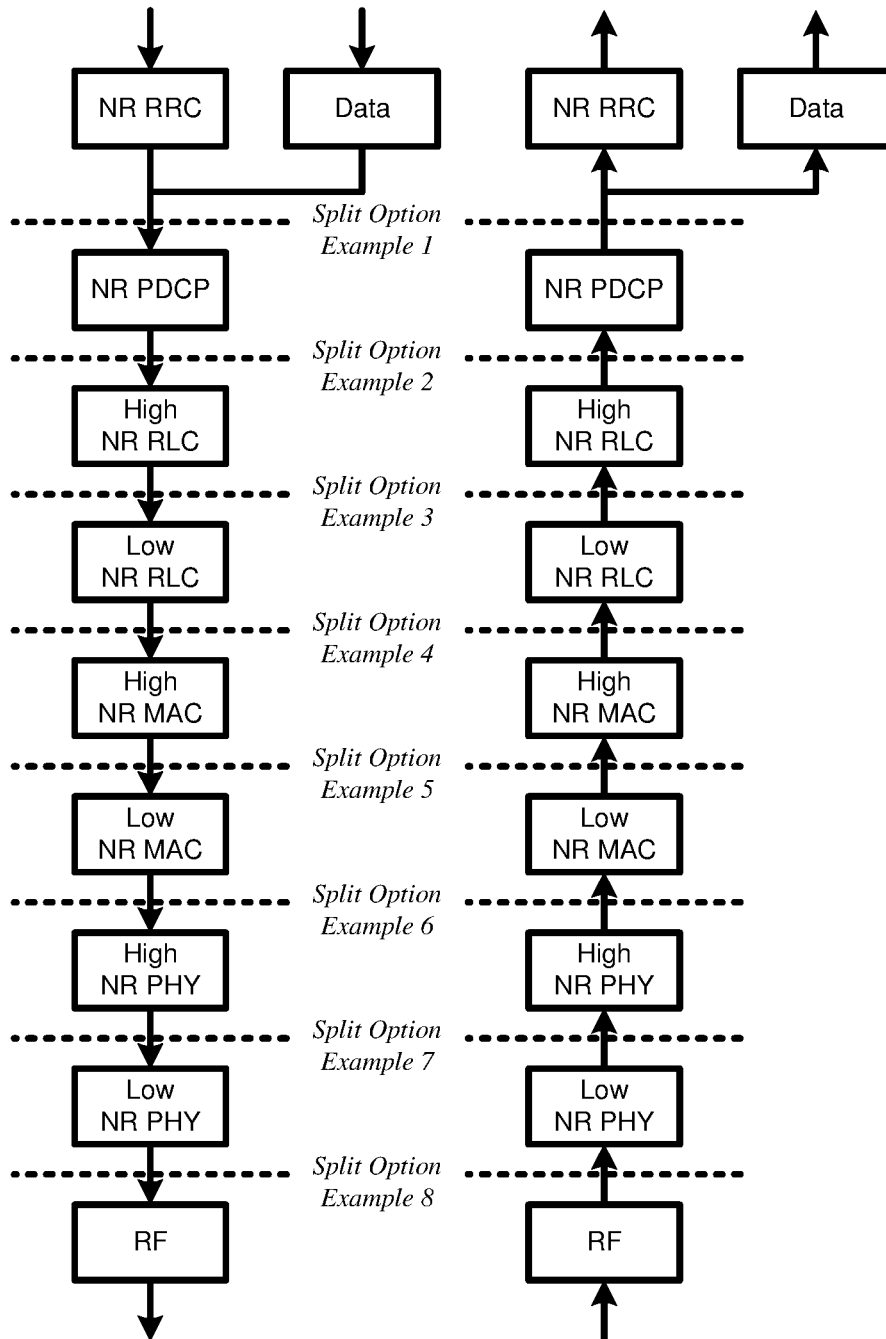 NR RRC
Data
NR RRC
Data
Split Option
Example 1
NR PDCP
NR PDCP
Split Option
Example 2
High
NR RLC
High
NR RLC
Split Option
Example 3
Low
NR RLC
Low
NR RLC
Split Option
Example 4
High
NR MAC
High
NR MAC
Split Option
Example 5
Low
NR MAC
Low
NR MAC
Split Option
Example 6
High
NR PHY
High
NR PHY
Split Option
Example 7
Low
NR PHY
Low
NR PHY
Split Option
Example 8
RF
RF